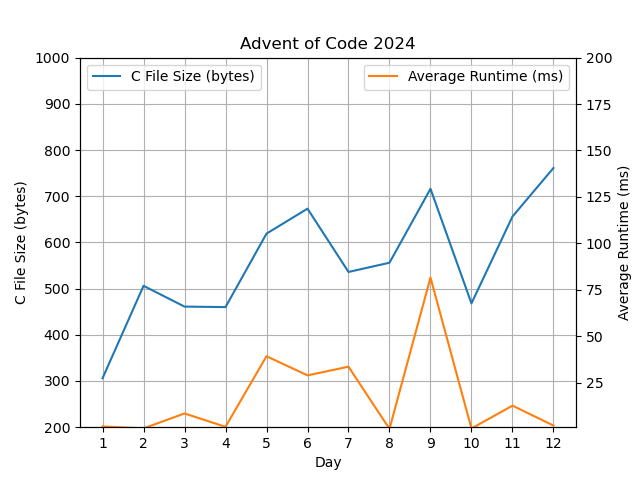 Advent of Code 2024
C File Size (bytes)
Average Runtime (ms)
1000
900
800
700
600
500
400
300
200
C File Size (bytes)
200
175
150
125
100
75
50
25
Average Runtime (ms)
1 2 3 4 5 6 7 8 9 10 11 12
Day